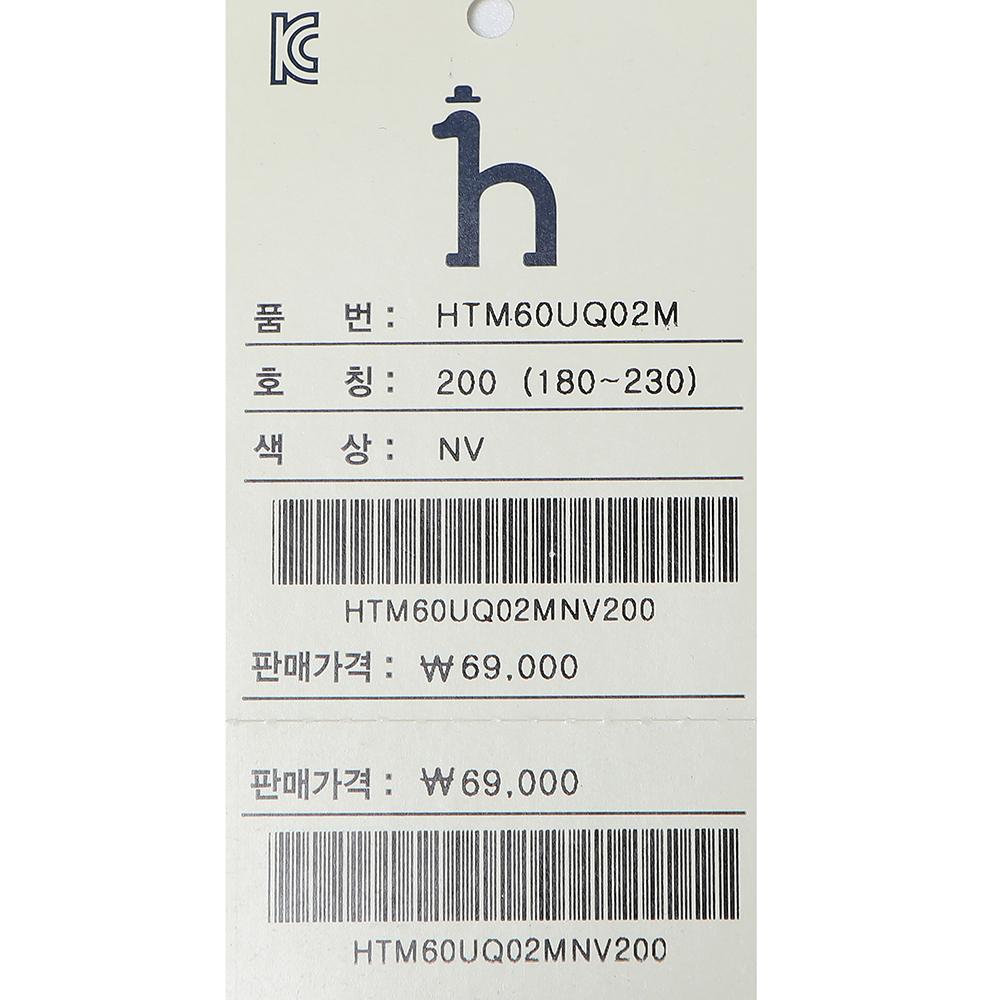 KC
h
품 번 : HTM60UQ02M
호 칭 : 200 (180~230)
색 상 : NV
HTM60UQ02MNV200
판매가격 : ₩69,000
판매가격 : ₩69,000
HTM60UQ02MNV200